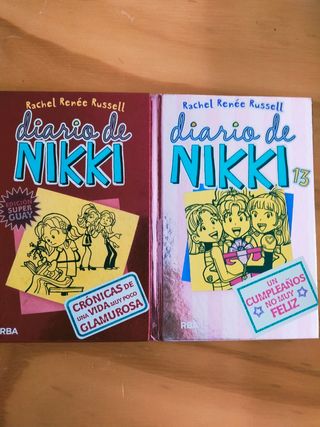 Rachel Renée Russell
diario de
NIKKI
EDICIÓN
SUPER
GUAY
CRÓNICAS DE
UNA VIDA MUY POCO
GLAMUROSA
RBA
Rachel Renée Russell
diario de
NIKKI 13
UN
CUMPLEAÑOS
NO MUY
FELIZ
RBA